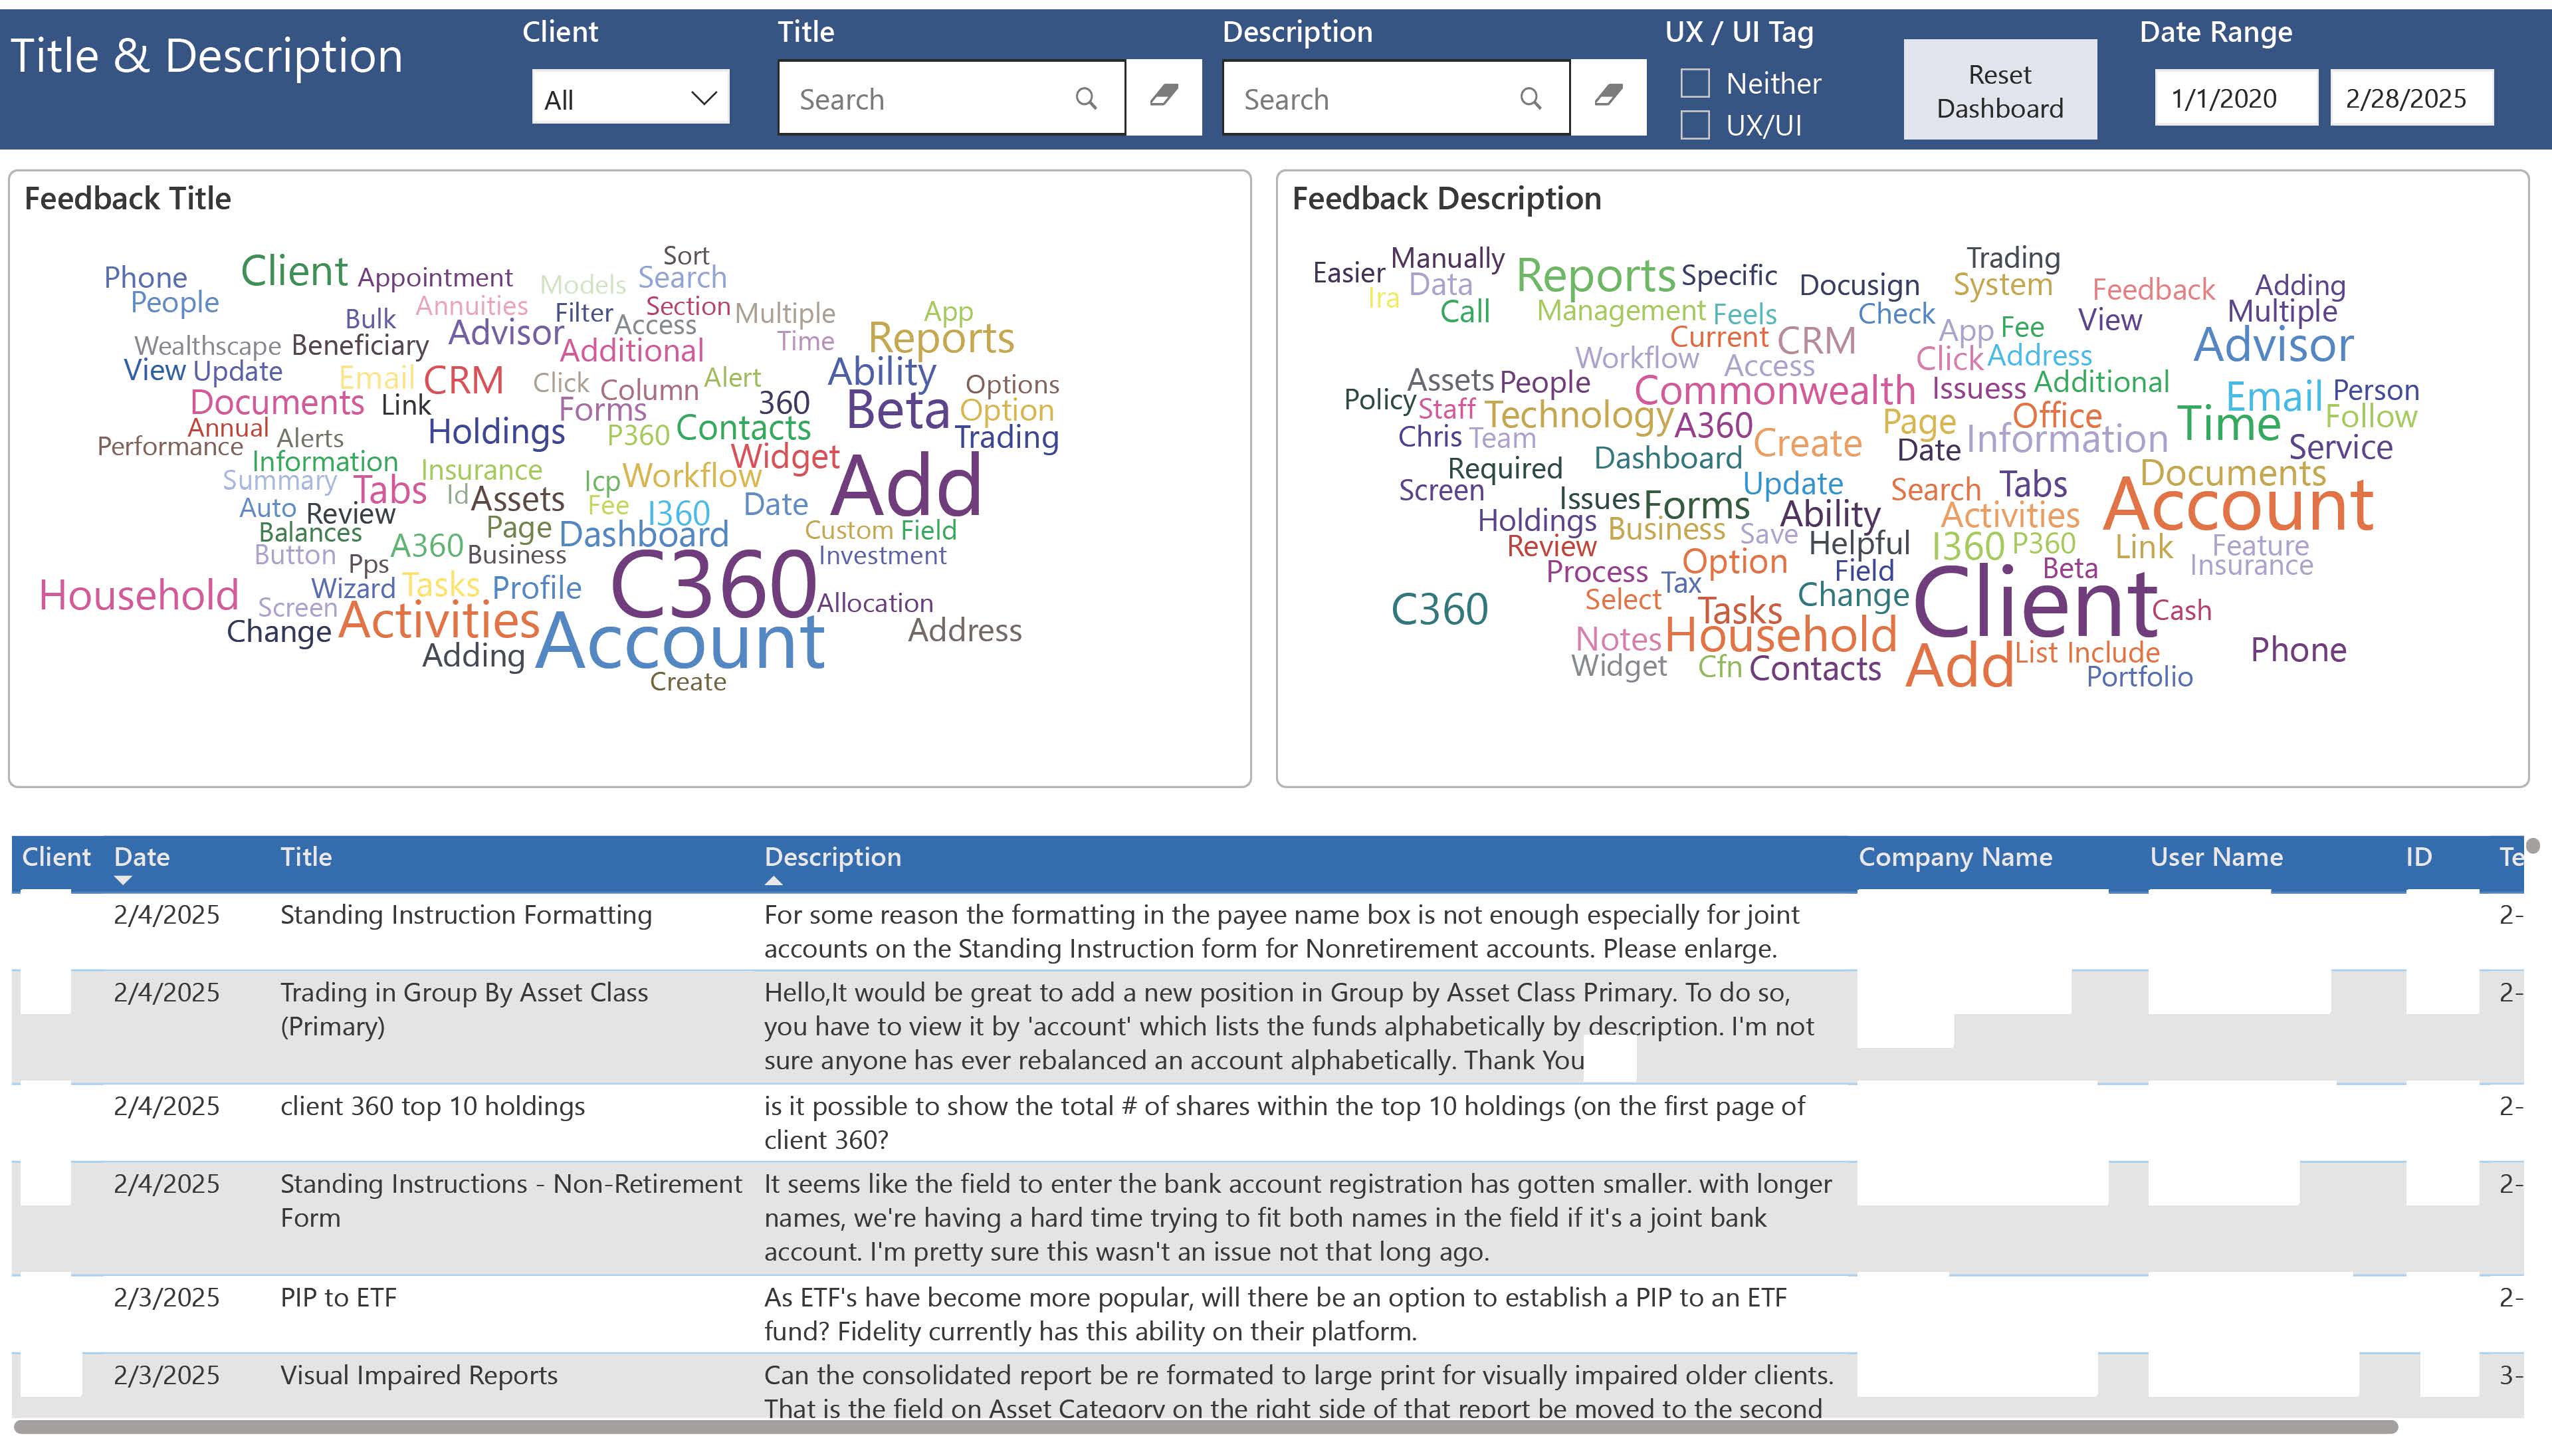 Title & Description
Client
All
Title
Search
Description
Search
UX / UI Tag
Neither
UX/UI
Reset
Dashboard
Date Range
1/1/2020
2/28/2025
Feedback Title
Sort
Phone Client Appointment Models Search
People Annuities Filter Section Multiple App
Bulk Advisor Access Time Reports
Wealthscape Beneficiary Additional
View Update Email CRM Click Column Alert Ability Options
Documents Link Forms 360 Beta Option
Annual Alerts Holdings P360 Contacts Trading
Performance Information Insurance Widget
Summary Tabs Id Assets Icp Workflow Add
Auto Review Page Fee I360 Date
Balances A360 Business Dashboard Custom Field
Button Pps C360 Investment
Household Wizard Tasks Profile Allocation
Screen Activities Account Address
Change Adding
Create
Feedback Description
Easier Manually Reports Specific Docusign Trading
Ira Data System Feedback Adding
Call Management Feels Check App Fee View Multiple
Current CRM Advisor
Workflow Access Click Address
Assets People Commonwealth Issuess Additional Email Person
Policy Staff Technology A360 Page Office Time Follow
Chris Team Create Date Information Service
Required Dashboard Documents
Screen Issues Forms Update Search Tabs Account
Holdings Business Save Ability Activities
Review Option Helpful I360 P360 Link Feature
Process Tax Field Beta Insurance
C360 Select Tasks Change Client Cash
Notes Household List Include Phone
Widget Cfn Contacts Add Portfolio
Client Date Title Description Company Name User Name ID Te
2/4/2025 Standing Instruction Formatting For some reason the formatting in the payee name box is not enough especially for joint 2-
accounts on the Standing Instruction form for Nonretirement accounts. Please enlarge.
2/4/2025 Trading in Group By Asset Class Hello,It would be great to add a new position in Group by Asset Class Primary. To do so, 2-
(Primary) you have to view it by 'account' which lists the funds alphabetically by description. I'm not
sure anyone has ever rebalanced an account alphabetically. Thank You
2/4/2025 client 360 top 10 holdings is it possible to show the total # of shares within the top 10 holdings (on the first page of 2-
client 360?
2/4/2025 Standing Instructions - Non-Retirement It seems like the field to enter the bank account registration has gotten smaller. with longer 2-
Form names, we're having a hard time trying to fit both names in the field if it's a joint bank
account. I'm pretty sure this wasn't an issue not that long ago.
2/3/2025 PIP to ETF As ETF's have become more popular, will there be an option to establish a PIP to an ETF 2-
fund? Fidelity currently has this ability on their platform.
2/3/2025 Visual Impaired Reports Can the consolidated report be re formated to large print for visually impaired older clients. 3-
That is the field on Asset Category on the right side of that report be moved to the second